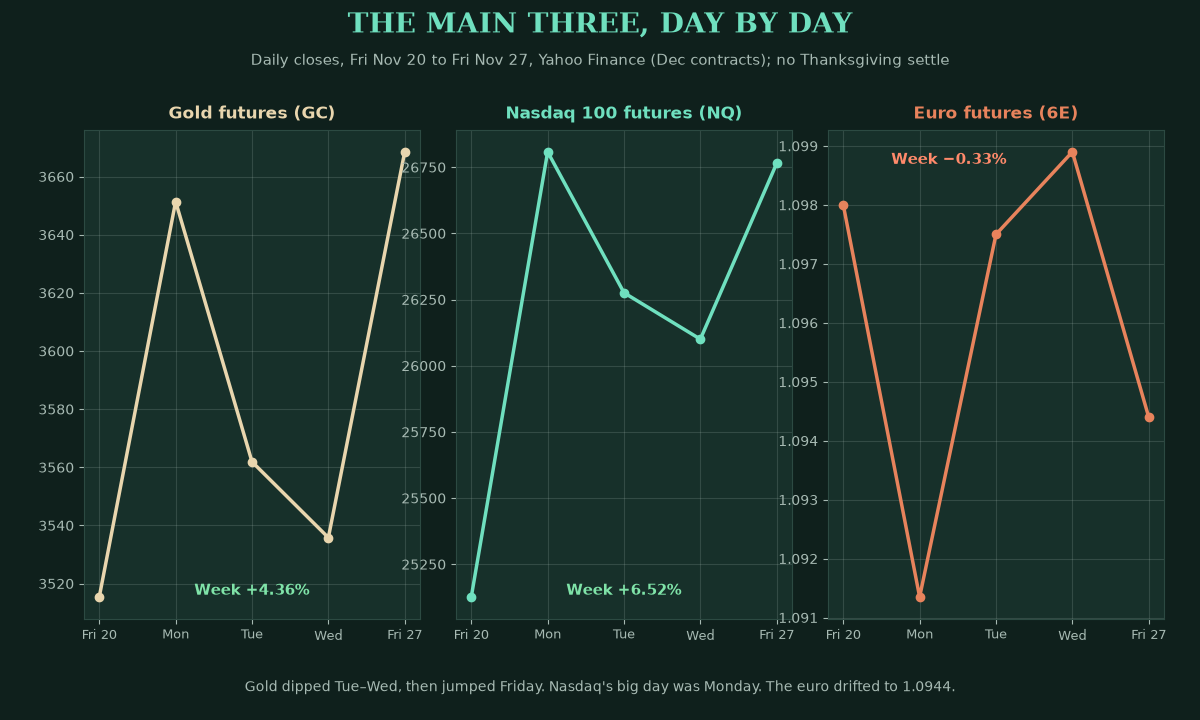 THE MAIN THREE, DAY BY DAY
Daily closes, Fri Nov 20 to Fri Nov 27, Yahoo Finance (Dec contracts); no Thanksgiving settle
Gold futures (GC)
3660
3640
3620
3600
3580
3560
3540
3520
Week +4.36%
Fri 20 Mon Tue Wed Fri 27
Nasdaq 100 futures (NQ)
26750
26500
26250
26000
25750
25500
25250
Week +6.52%
Fri 20 Mon Tue Wed Fri 27
Euro futures (6E)
1.099
1.098
1.097
1.096
1.095
1.094
1.093
1.092
1.091
Week −0.33%
Fri 20 Mon Tue Wed Fri 27
Gold dipped Tue–Wed, then jumped Friday. Nasdaq's big day was Monday. The euro drifted to 1.0944.